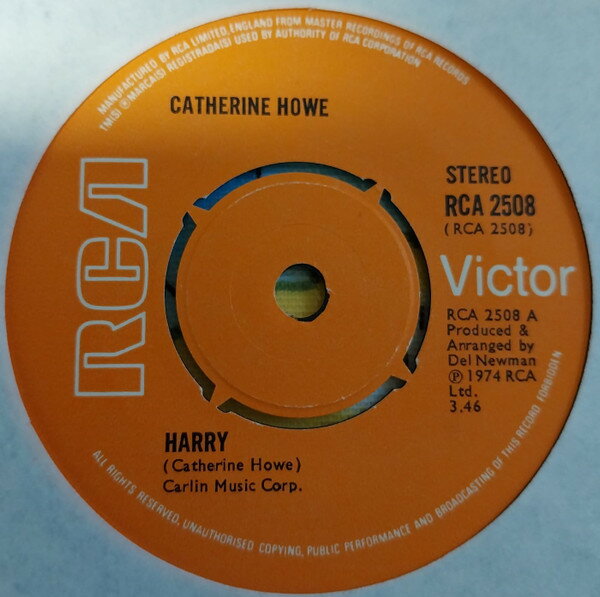 MANUFACTURED BY RCA LIMITED, ENGLAND FROM MASTER RECORDINGS OF RCA RECORDS
TM(S) ® MARCA(S) REGISTRADA(S) USED BY AUTHORITY OF RCA CORPORATION
CATHERINE HOWE
RCA
STEREO
RCA 2508
(RCA 2508)
Victor
RCA 2508 A
Produced &
Arranged by
Del Newman
℗ 1974 RCA
Ltd.
3.46
HARRY
(Catherine Howe)
Carlin Music Corp.
ALL RIGHTS RESERVED, UNAUTHORISED COPYING, PUBLIC PERFORMANCE AND BROADCASTING OF THIS RECORD FORBIDDEN